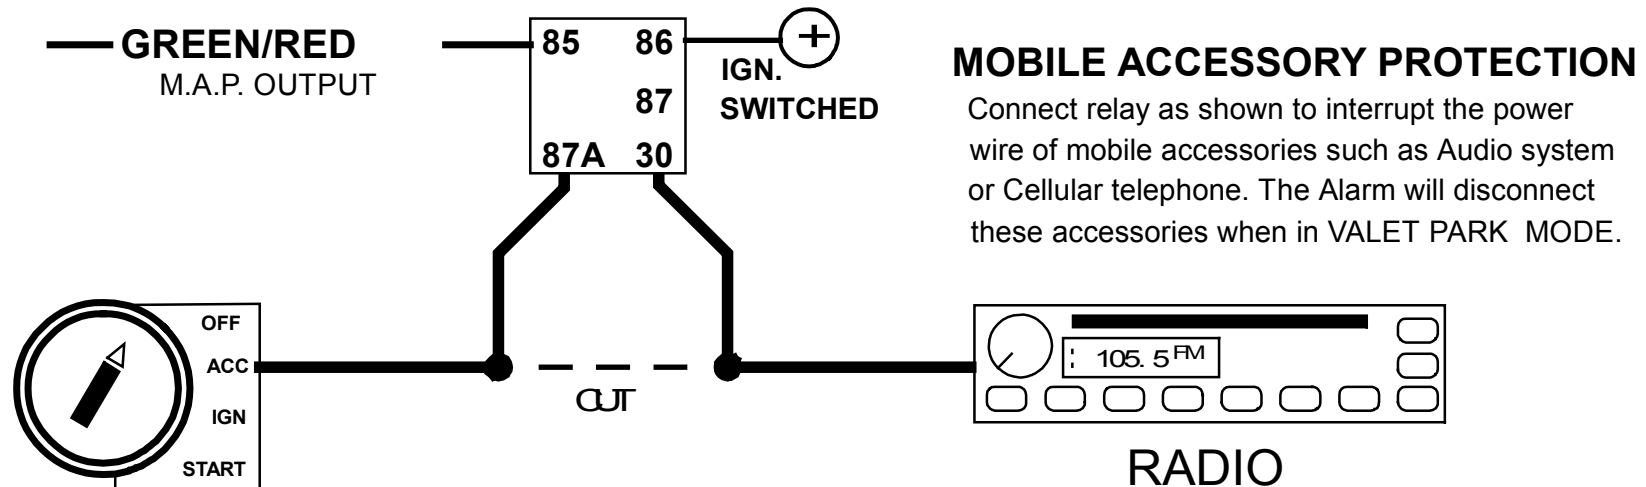 GREEN/RED
M.A.P. OUTPUT
85 86
87
87A 30
+
IGN.
SWITCHED
MOBILE ACCESSORY PROTECTION
Connect relay as shown to interrupt the power
wire of mobile accessories such as Audio system
or Cellular telephone. The Alarm will disconnect
these accessories when in VALET PARK MODE.
OFF
ACC
IGN
START
CUT
105.5 FM
RADIO